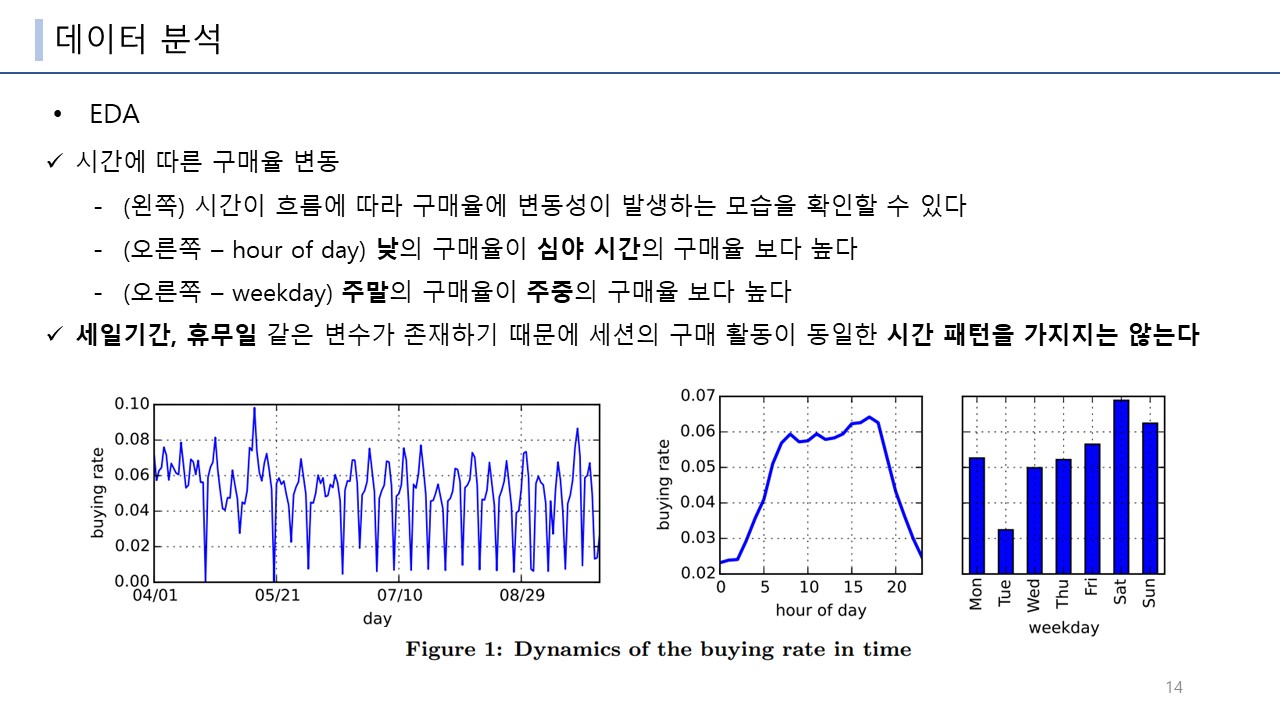 데이터 분석
• EDA
✓ 시간에 따른 구매율 변동
- (왼쪽) 시간이 흐름에 따라 구매율에 변동성이 발생하는 모습을 확인할 수 있다
- (오른쪽 – hour of day) 낮의 구매율이 심야 시간의 구매율 보다 높다
- (오른쪽 – weekday) 주말의 구매율이 주중의 구매율 보다 높다
✓ 세일기간, 휴무일 같은 변수가 존재하기 때문에 세션의 구매 활동이 동일한 시간 패턴을 가지지는 않는다
buying rate
0.10
0.08
0.06
0.04
0.02
0.00
04/01 05/21 07/10 08/29
day
buying rate
0.07
0.06
0.05
0.04
0.03
0.02
0 5 10 15 20
hour of day
Mon Tue Wed Thu Fri Sat Sun
weekday
Figure 1: Dynamics of the buying rate in time
14